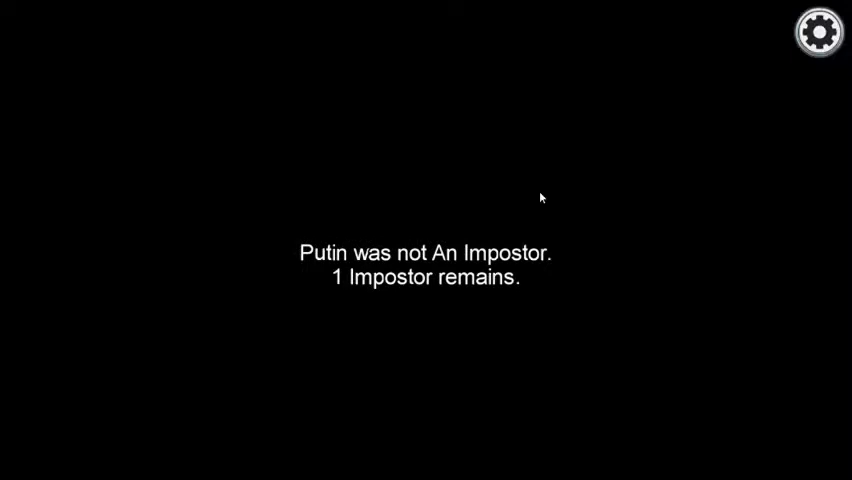 Putin was not An Impostor.
1 Impostor remains.